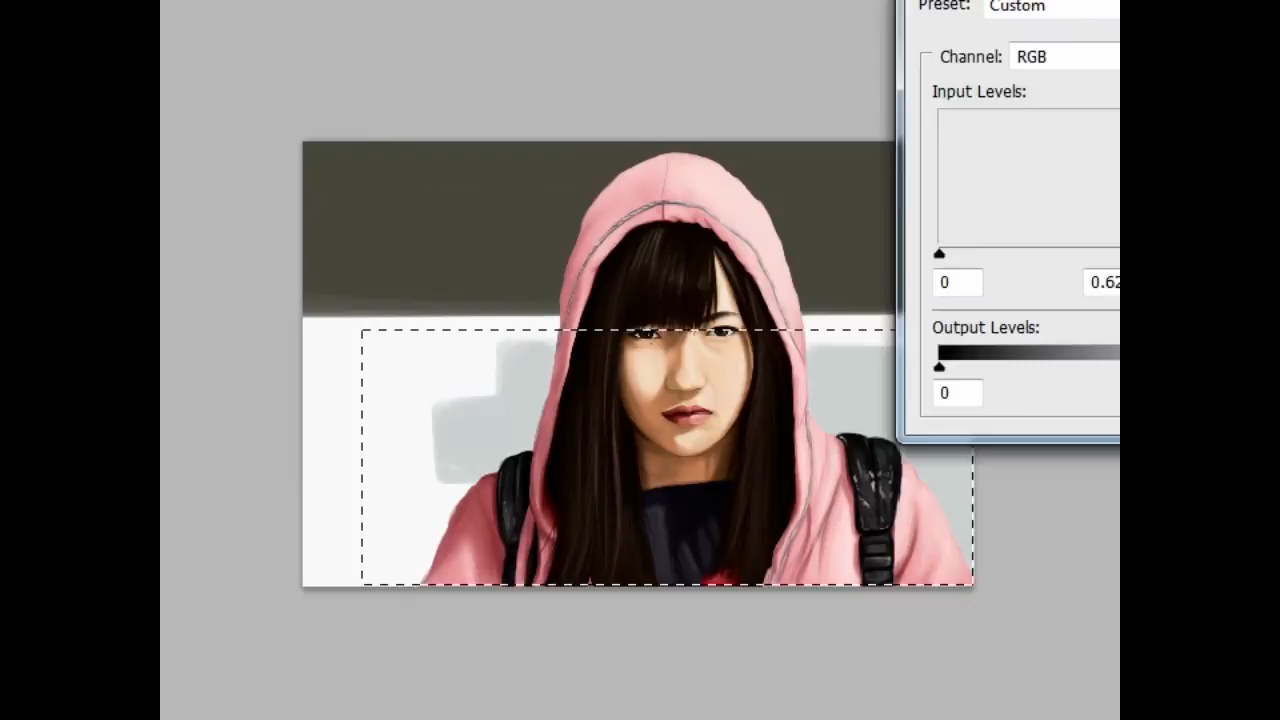 Preset: Custom
Channel: RGB
Input Levels:
0 0.62
Output Levels:
0